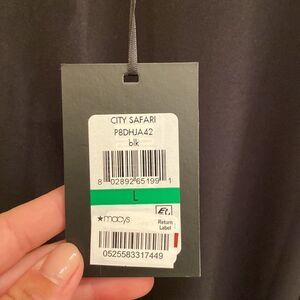 CITY SAFARI
P8DHJA42
blk
8 02892 65199 1
L
★macys
Return
Label
0525583317449